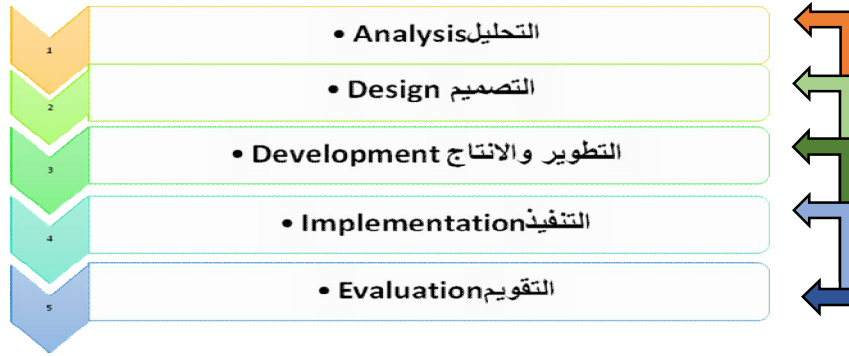 1
• Analysisالتحليل
2
• Design التصميم
3
• Development التطوير والانتاج
4
• Implementationالتنفيذ
5
• Evaluationالتقويم